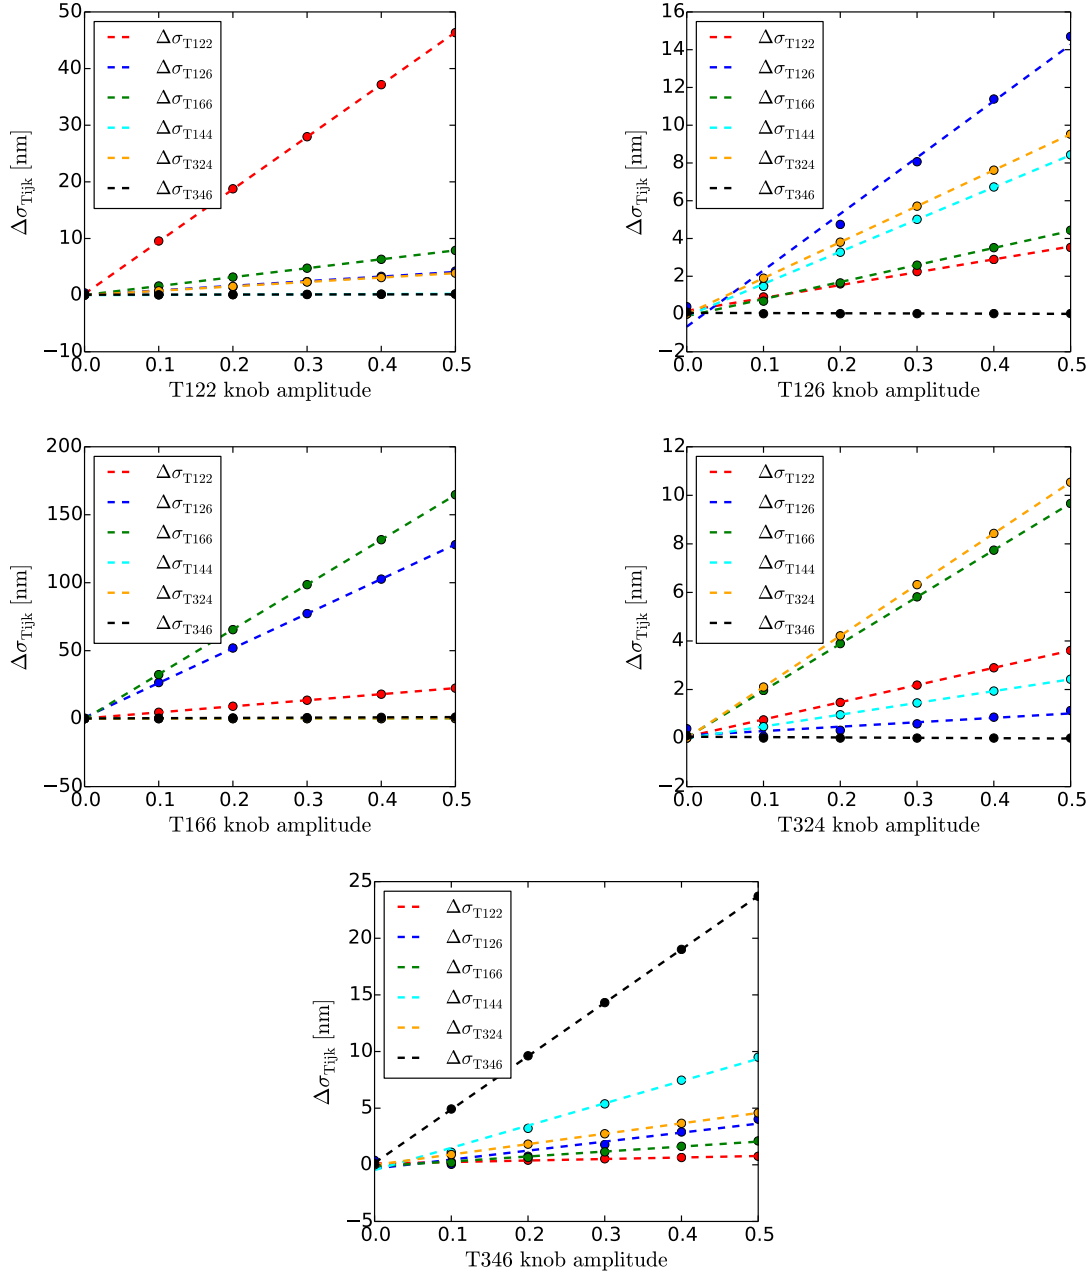 50
40
30
20
10
0
−10
Δσ_Tijk [nm]
Δσ_T122
Δσ_T126
Δσ_T166
Δσ_T144
Δσ_T324
Δσ_T346
0.0 0.1 0.2 0.3 0.4 0.5
T122 knob amplitude
16
14
12
10
8
6
4
2
0
−2
Δσ_Tijk [nm]
Δσ_T122
Δσ_T126
Δσ_T166
Δσ_T144
Δσ_T324
Δσ_T346
0.0 0.1 0.2 0.3 0.4 0.5
T126 knob amplitude
200
150
100
50
0
−50
Δσ_Tijk [nm]
Δσ_T122
Δσ_T126
Δσ_T166
Δσ_T144
Δσ_T324
Δσ_T346
0.0 0.1 0.2 0.3 0.4 0.5
T166 knob amplitude
12
10
8
6
4
2
0
−2
Δσ_Tijk [nm]
Δσ_T122
Δσ_T126
Δσ_T166
Δσ_T144
Δσ_T324
Δσ_T346
0.0 0.1 0.2 0.3 0.4 0.5
T324 knob amplitude
25
20
15
10
5
0
−5
Δσ_Tijk [nm]
Δσ_T122
Δσ_T126
Δσ_T166
Δσ_T144
Δσ_T324
Δσ_T346
0.0 0.1 0.2 0.3 0.4 0.5
T346 knob amplitude